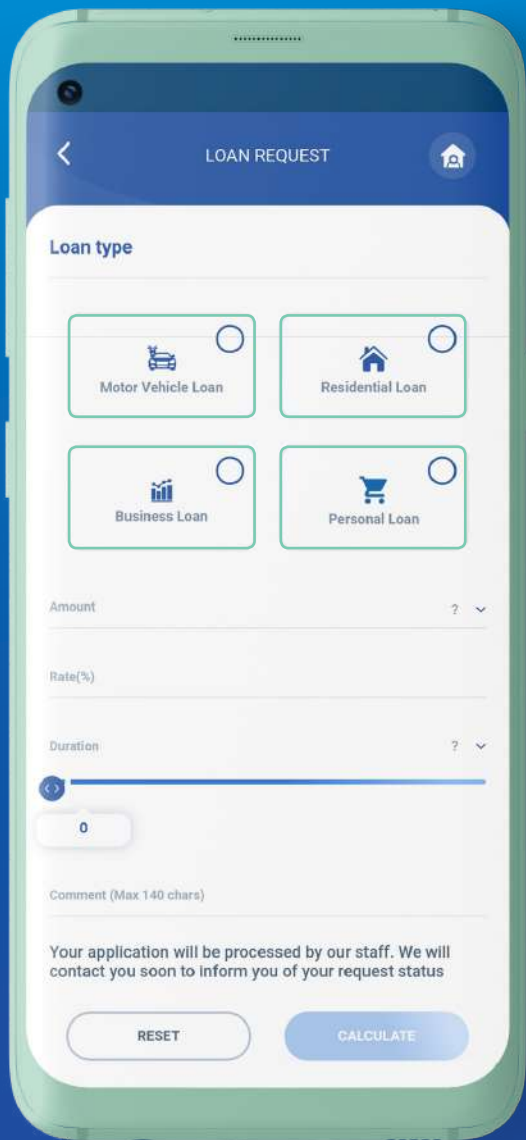 LOAN REQUEST
Loan type
Motor Vehicle Loan
Residential Loan
Business Loan
Personal Loan
Amount ?
Rate(%)
Duration ?
0
Comment (Max 140 chars)
Your application will be processed by our staff. We will
contact you soon to inform you of your request status
RESET
CALCULATE